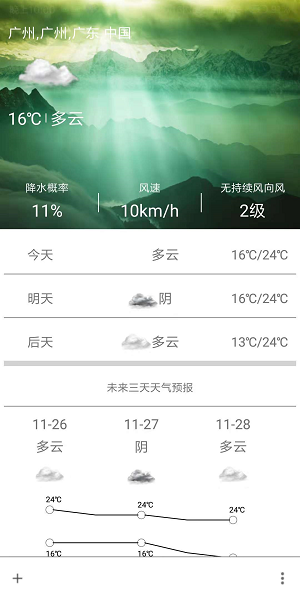 广州,广州,广东,中国
16℃ 多云
降水概率 风速 无持续风向风
11% 10km/h 2级
今天 多云 16℃/24℃
明天 阴 16℃/24℃
后天 多云 13℃/24℃
未来三天天气预报
11-26 11-27 11-28
多云 阴 多云
24℃ 24℃ 24℃
16℃ 16℃